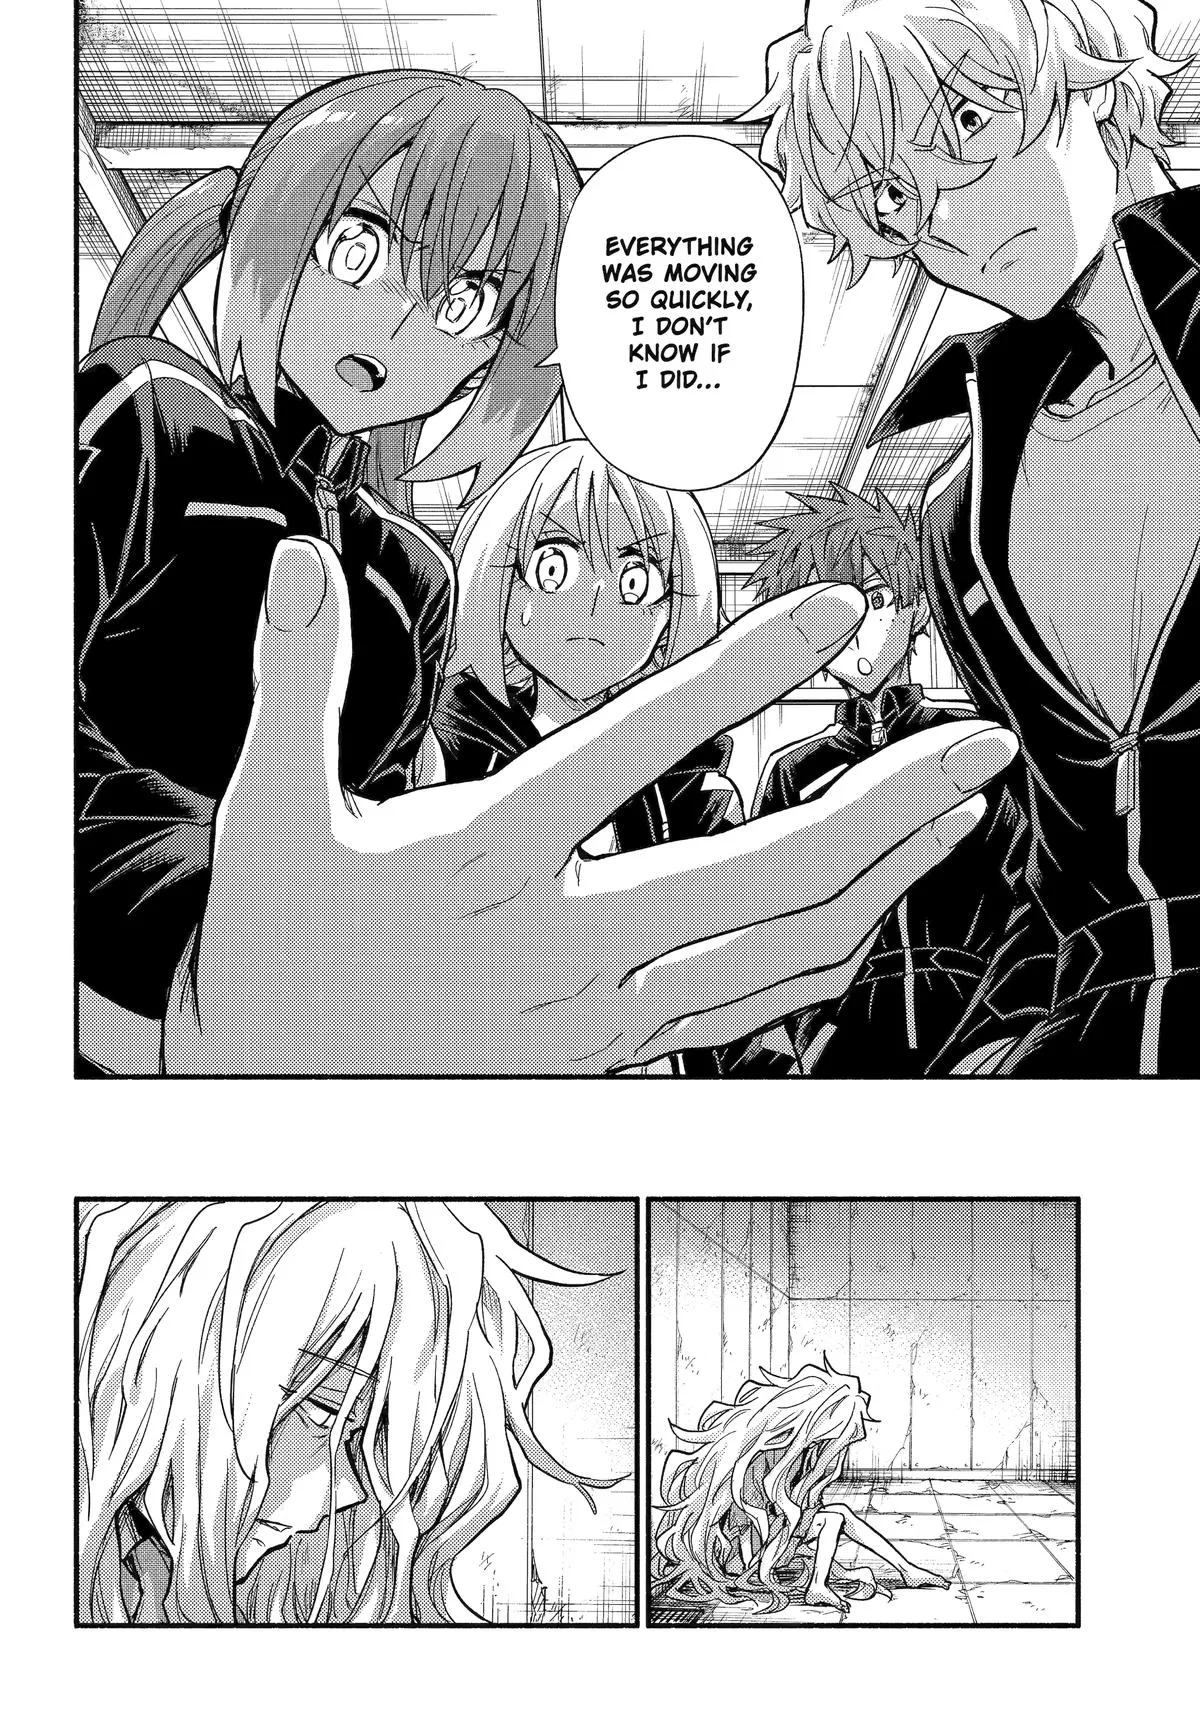 EVERYTHING
WAS MOVING
SO QUICKLY,
I DON'T
KNOW IF
I DID...